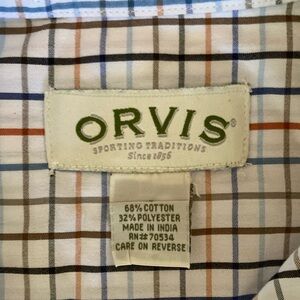 ORVIS®
SPORTING TRADITIONS
Since 1856
68% COTTON
32% POLYESTER
MADE IN INDIA
RN# 70534
CARE ON REVERSE